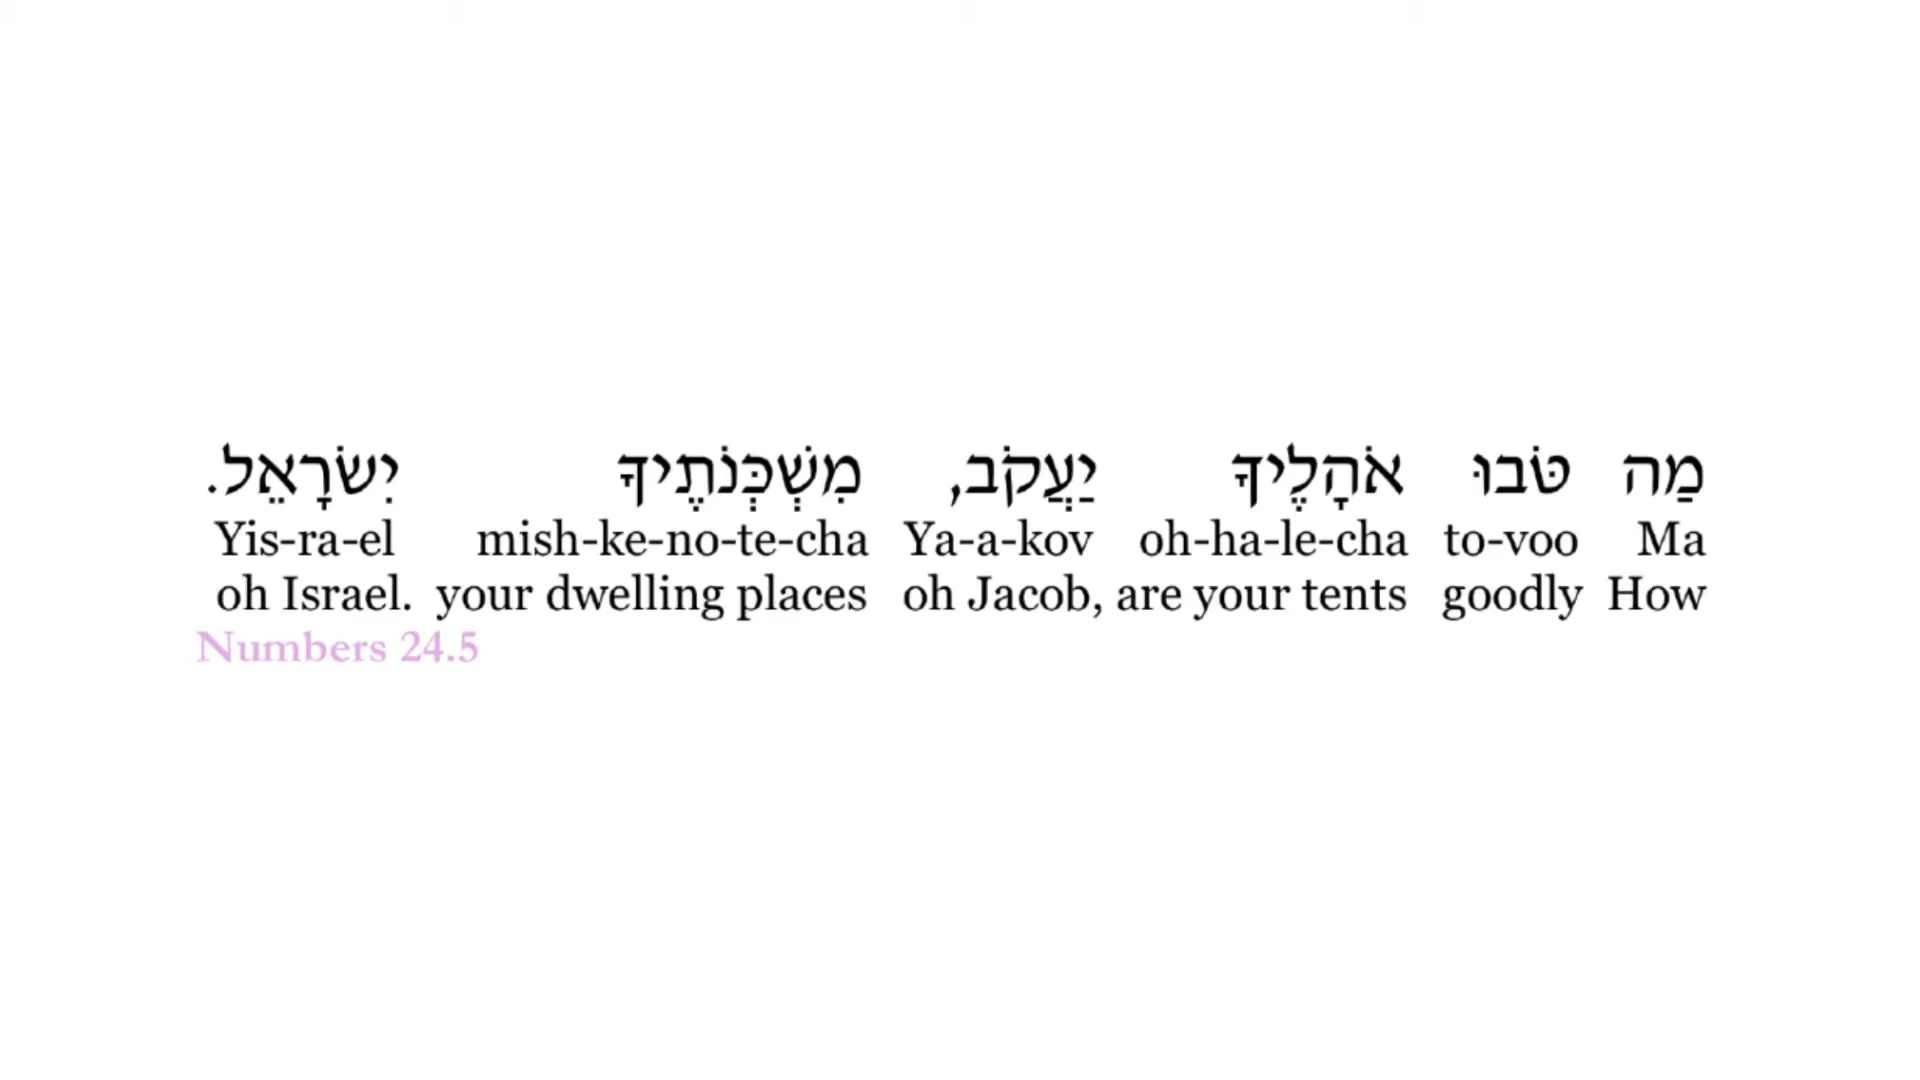 מַה טֹּבוּ אֹהָלֶיךָ יַעֲקֹב, מִשְׁכְּנֹתֶיךָ יִשְׂרָאֵל.
Yis-ra-el mish-ke-no-te-cha Ya-a-kov oh-ha-le-cha to-voo Ma
oh Israel. your dwelling places oh Jacob, are your tents goodly How
Numbers 24.5